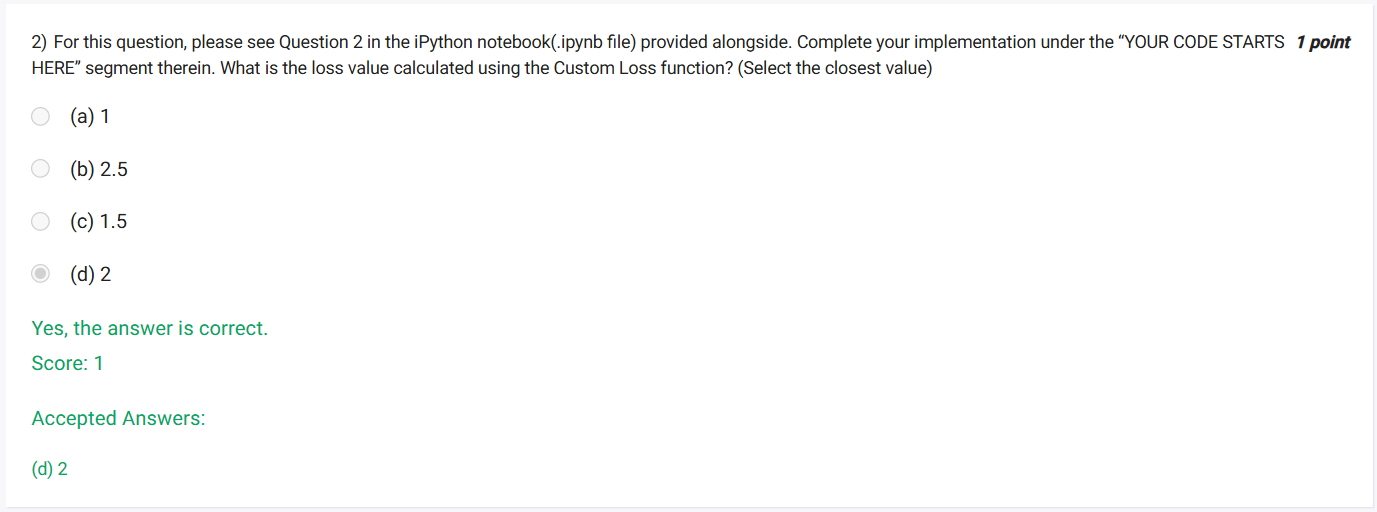 2) For this question, please see Question 2 in the iPython notebook(.ipynb file) provided alongside. Complete your implementation under the “YOUR CODE STARTS 1 point
HERE” segment therein. What is the loss value calculated using the Custom Loss function? (Select the closest value)
(a) 1
(b) 2.5
(c) 1.5
(d) 2
Yes, the answer is correct.
Score: 1
Accepted Answers:
(d) 2